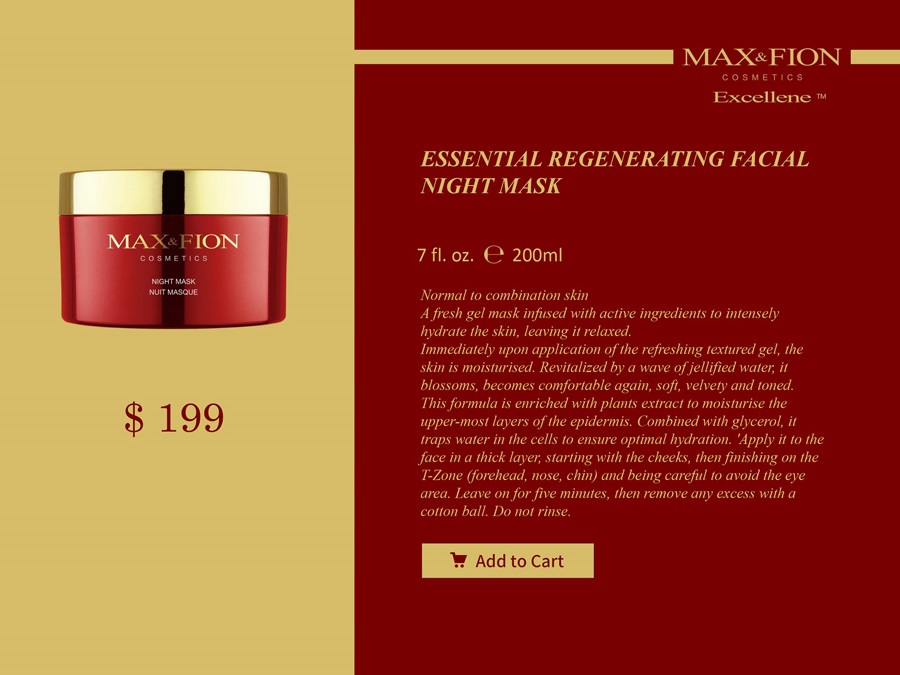 MAX&FION
COSMETICS
Excellene ™
ESSENTIAL REGENERATING FACIAL
NIGHT MASK
7 fl. oz. ℮ 200ml
Normal to combination skin
A fresh gel mask infused with active ingredients to intensely
hydrate the skin, leaving it relaxed.
Immediately upon application of the refreshing textured gel, the
skin is moisturised. Revitalized by a wave of jellified water, it
blossoms, becomes comfortable again, soft, velvety and toned.
This formula is enriched with plants extract to moisturise the
upper-most layers of the epidermis. Combined with glycerol, it
traps water in the cells to ensure optimal hydration. 'Apply it to the
face in a thick layer, starting with the cheeks, then finishing on the
T-Zone (forehead, nose, chin) and being careful to avoid the eye
area. Leave on for five minutes, then remove any excess with a
cotton ball. Do not rinse.
Add to Cart
MAX&FION
COSMETICS
NIGHT MASK
NUIT MASQUE
$ 199